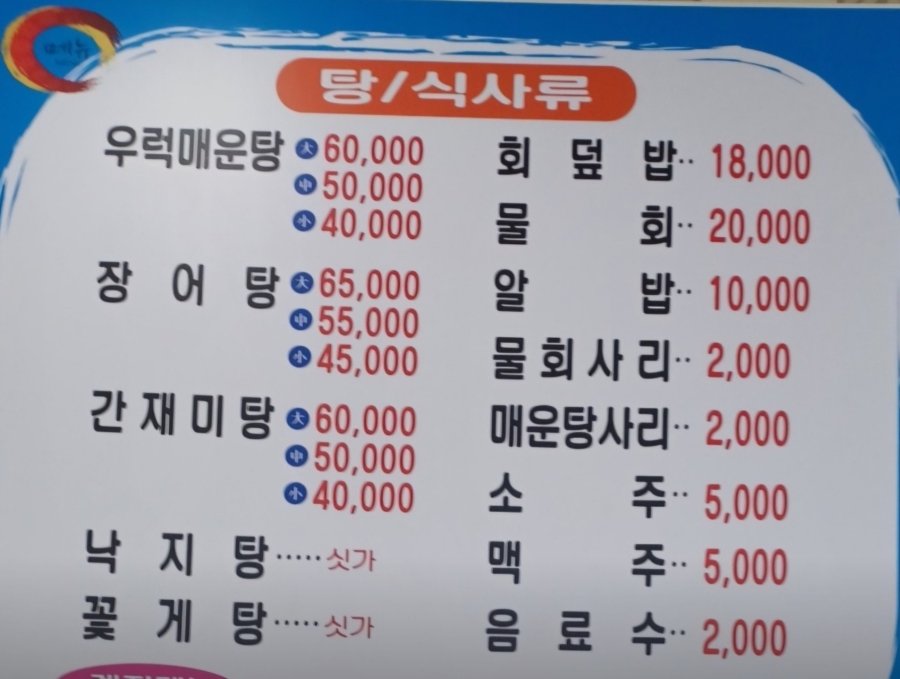 탕/식사류
우럭매운탕 大 60,000
中 50,000
小 40,000
장어탕 大 65,000
中 55,000
小 45,000
간재미탕 大 60,000
中 50,000
小 40,000
낙지탕·····싯가
꽃게탕·····싯가
회덮밥·· 18,000
물회·· 20,000
알밥·· 10,000
물회사리·· 2,000
매운탕사리·· 2,000
소주·· 5,000
맥주·· 5,000
음료수·· 2,000